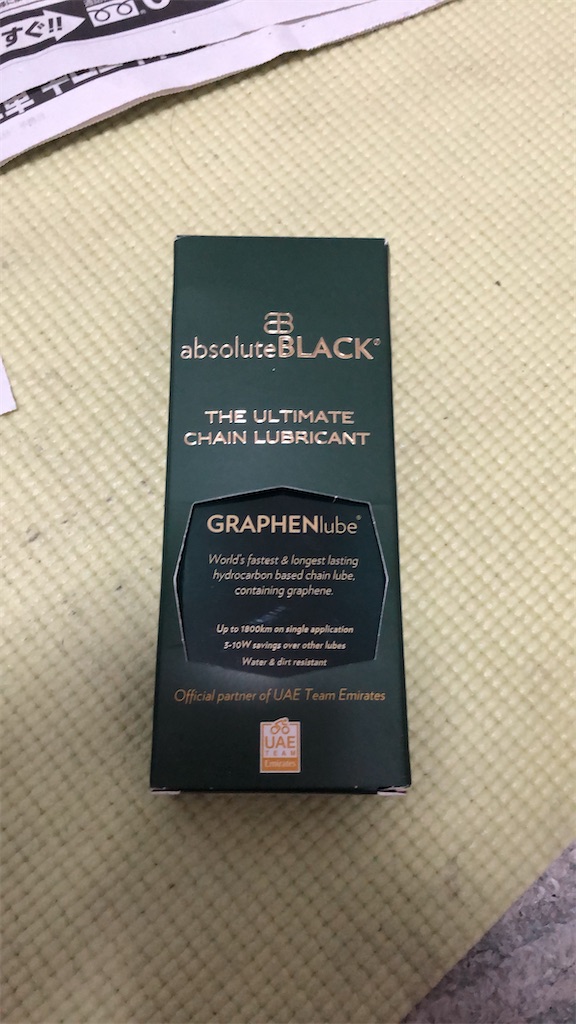 すぐ!!
absoluteBLACK®
THE ULTIMATE
CHAIN LUBRICANT
GRAPHENlube®
World's fastest & longest lasting
hydrocarbon based chain lube,
containing graphene.
Up to 1800km on single application
5-10W savings over other lubes
Water & dirt resistant
Official partner of UAE Team Emirates
UAE
TEAM
Emirates